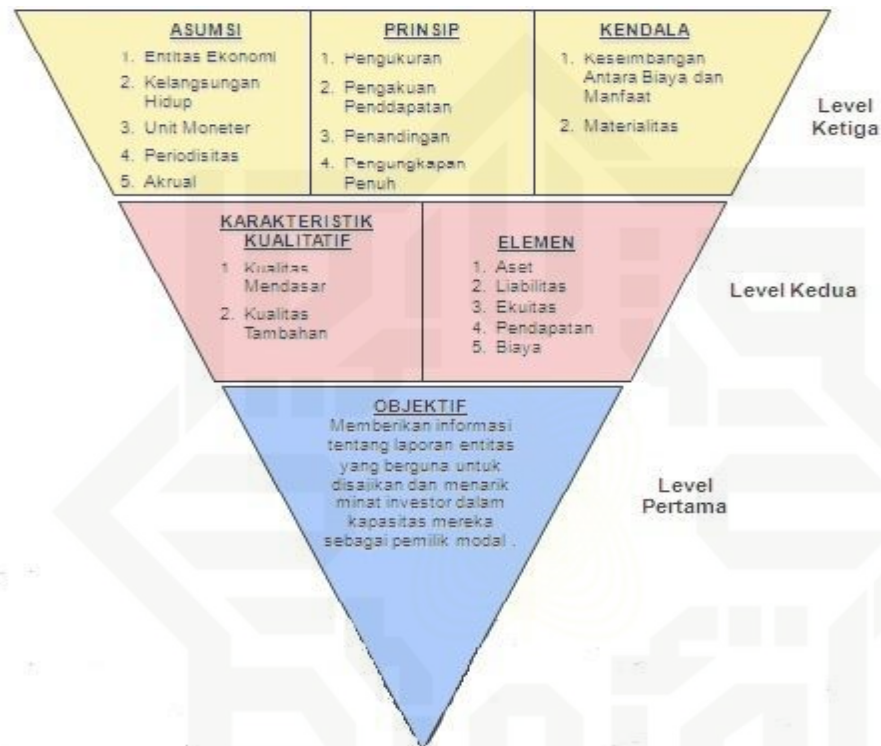 ASUMSI
1. Entitas Ekonomi
2. Kelangsungan
Hidup
3. Unit Moneter
4. Periodisitas
5. Akrual
PRINSIP
1. Pengukuran
2. Pengakuan
Penddapatan
3. Penandingan
4. Pengungkapan
Penuh
KENDALA
1. Keseimbangan
Antara Biaya dan
Manfaat
2. Materialitas
Level
Ketiga
KARAKTERISTIK
KUALITATIF
1 Kualitas
Mendasar
2. Kualitas
Tambahan
ELEMEN
1. Aset
2. Liabilitas
3. Ekuitas
4. Pendapatan
5. Biaya
Level Kedua
OBJEKTIF
Memberikan informasi
tentang laporan entitas
yang berguna untuk
disajikan dan menarik
minat investor dalam
kapasitas mereka
sebagai pemilik modal .
Level
Pertama